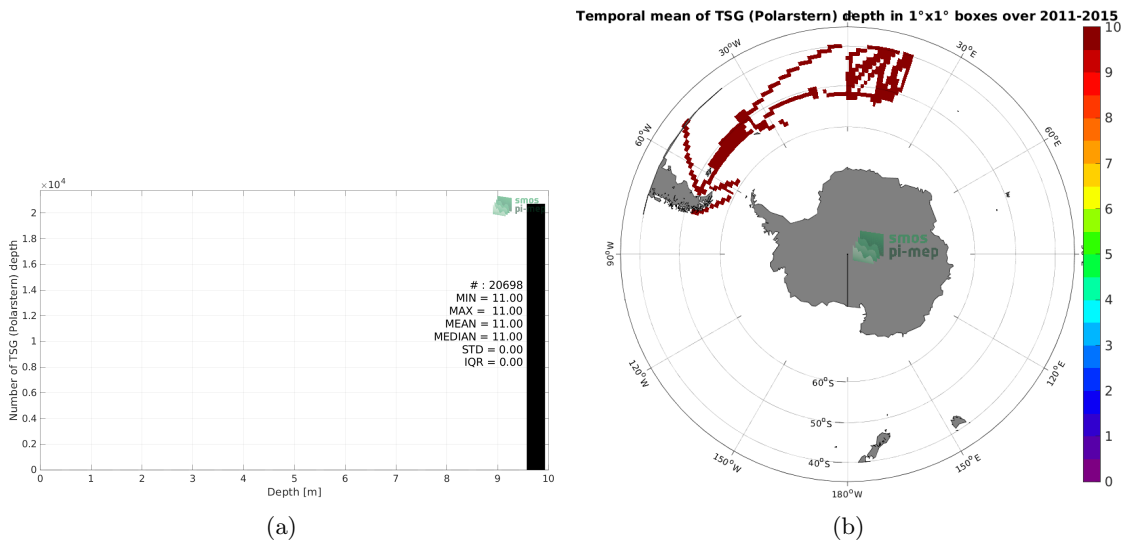 Temporal mean of TSG (Polarstern) depth in 1°x1° boxes over 2011-2015
×10⁴
2
1.8
1.6
1.4
1.2
1
0.8
0.6
0.4
0.2
0
Number of TSG (Polarstern) depth
smos
pi-mep
# : 20698
MIN = 11.00
MAX = 11.00
MEAN = 11.00
MEDIAN = 11.00
STD = 0.00
IQR = 0.00
0 1 2 3 4 5 6 7 8 9 10
Depth [m]
(a)
30°W
30°E
60°W
60°E
90°W
120°W
120°E
150°W
150°E
180°W
60°S
50°S
40°S
smos
pi-mep
10
9
8
7
6
5
4
3
2
1
0
(b)